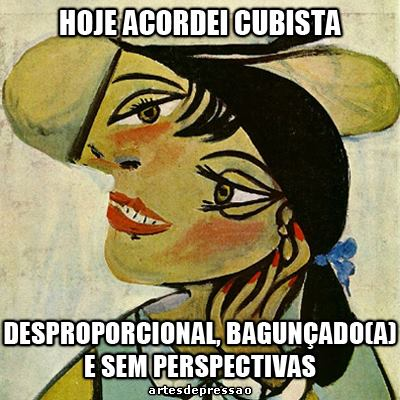 HOJE ACORDEI CUBISTA
DESPROPORCIONAL, BAGUNÇADO(A)
E SEM PERSPECTIVAS
artesdepressao